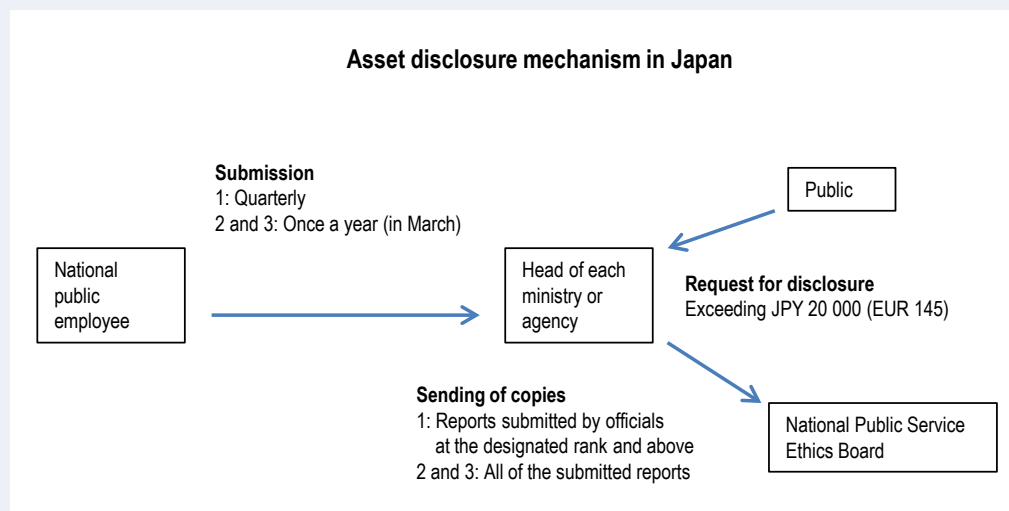 Asset disclosure mechanism in Japan
Submission
1: Quarterly
2 and 3: Once a year (in March)
Public
National
public
employee
Head of each
ministry or
agency
Request for disclosure
Exceeding JPY 20 000 (EUR 145)
Sending of copies
1: Reports submitted by officials
at the designated rank and above
2 and 3: All of the submitted reports
National Public Service
Ethics Board